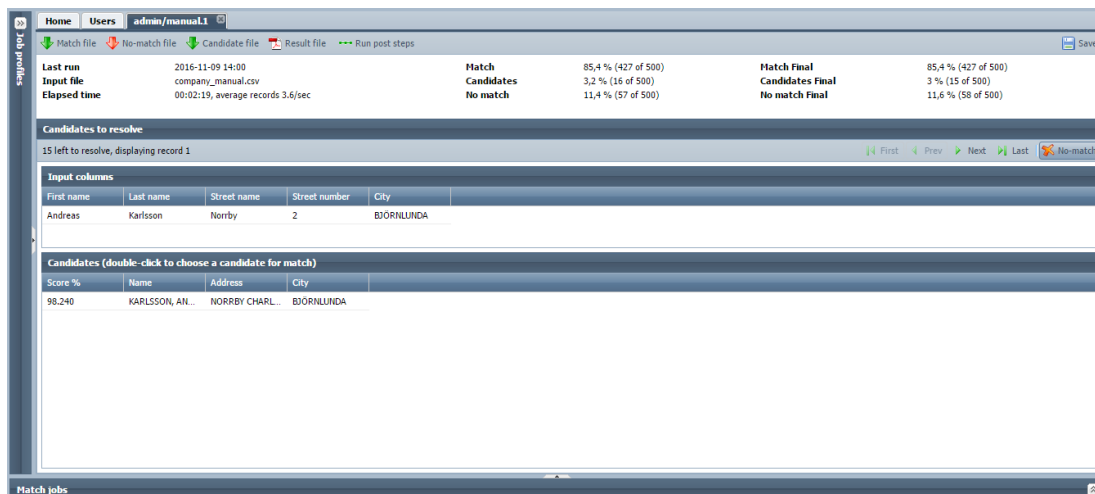 Job profiles
Home Users admin/manual.1
Match file No-match file Candidate file Result file Run post steps Save
Last run 2016-11-09 14:00 Match 85,4 % (427 of 500) Match Final 85,4 % (427 of 500)
Input file company_manual.csv Candidates 3,2 % (16 of 500) Candidates Final 3 % (15 of 500)
Elapsed time 00:02:19, average records 3.6/sec No match 11,4 % (57 of 500) No match Final 11,6 % (58 of 500)
Candidates to resolve
15 left to resolve, displaying record 1 First Prev Next Last No-match
Input columns
First name Last name Street name Street number City
Andreas Karlsson Norrby 2 BJÖRNLUNDA
Candidates (double-click to choose a candidate for match)
Score % Name Address City
98.240 KARLSSON, AN... NORRBY CHARL... BJÖRNLUNDA
Match jobs